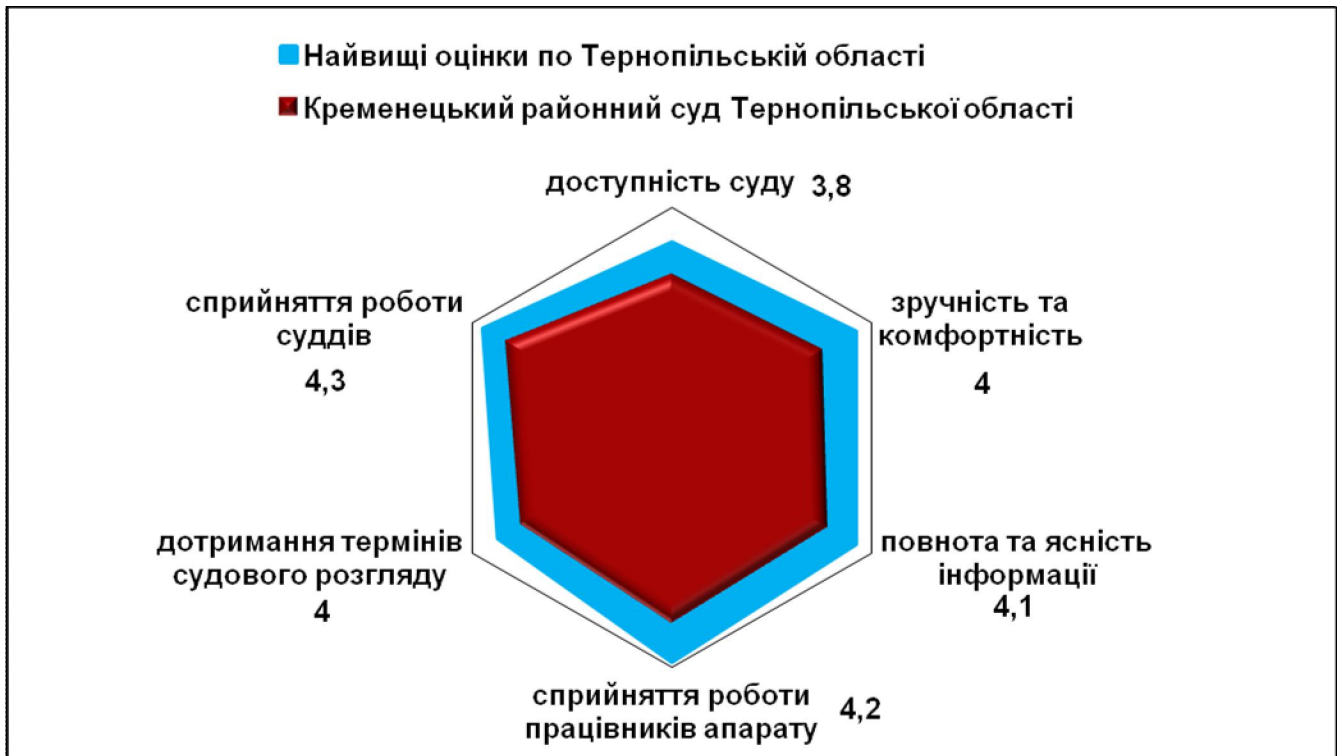 Найвищі оцінки по Тернопільській області
Кременецький районний суд Тернопільської області
доступність суду 3,8
зручність та
комфортність
4
повнота та ясність
інформації
4,1
сприйняття роботи
працівників апарату 4,2
дотримання термінів
судового розгляду
4
сприйняття роботи
суддів
4,3